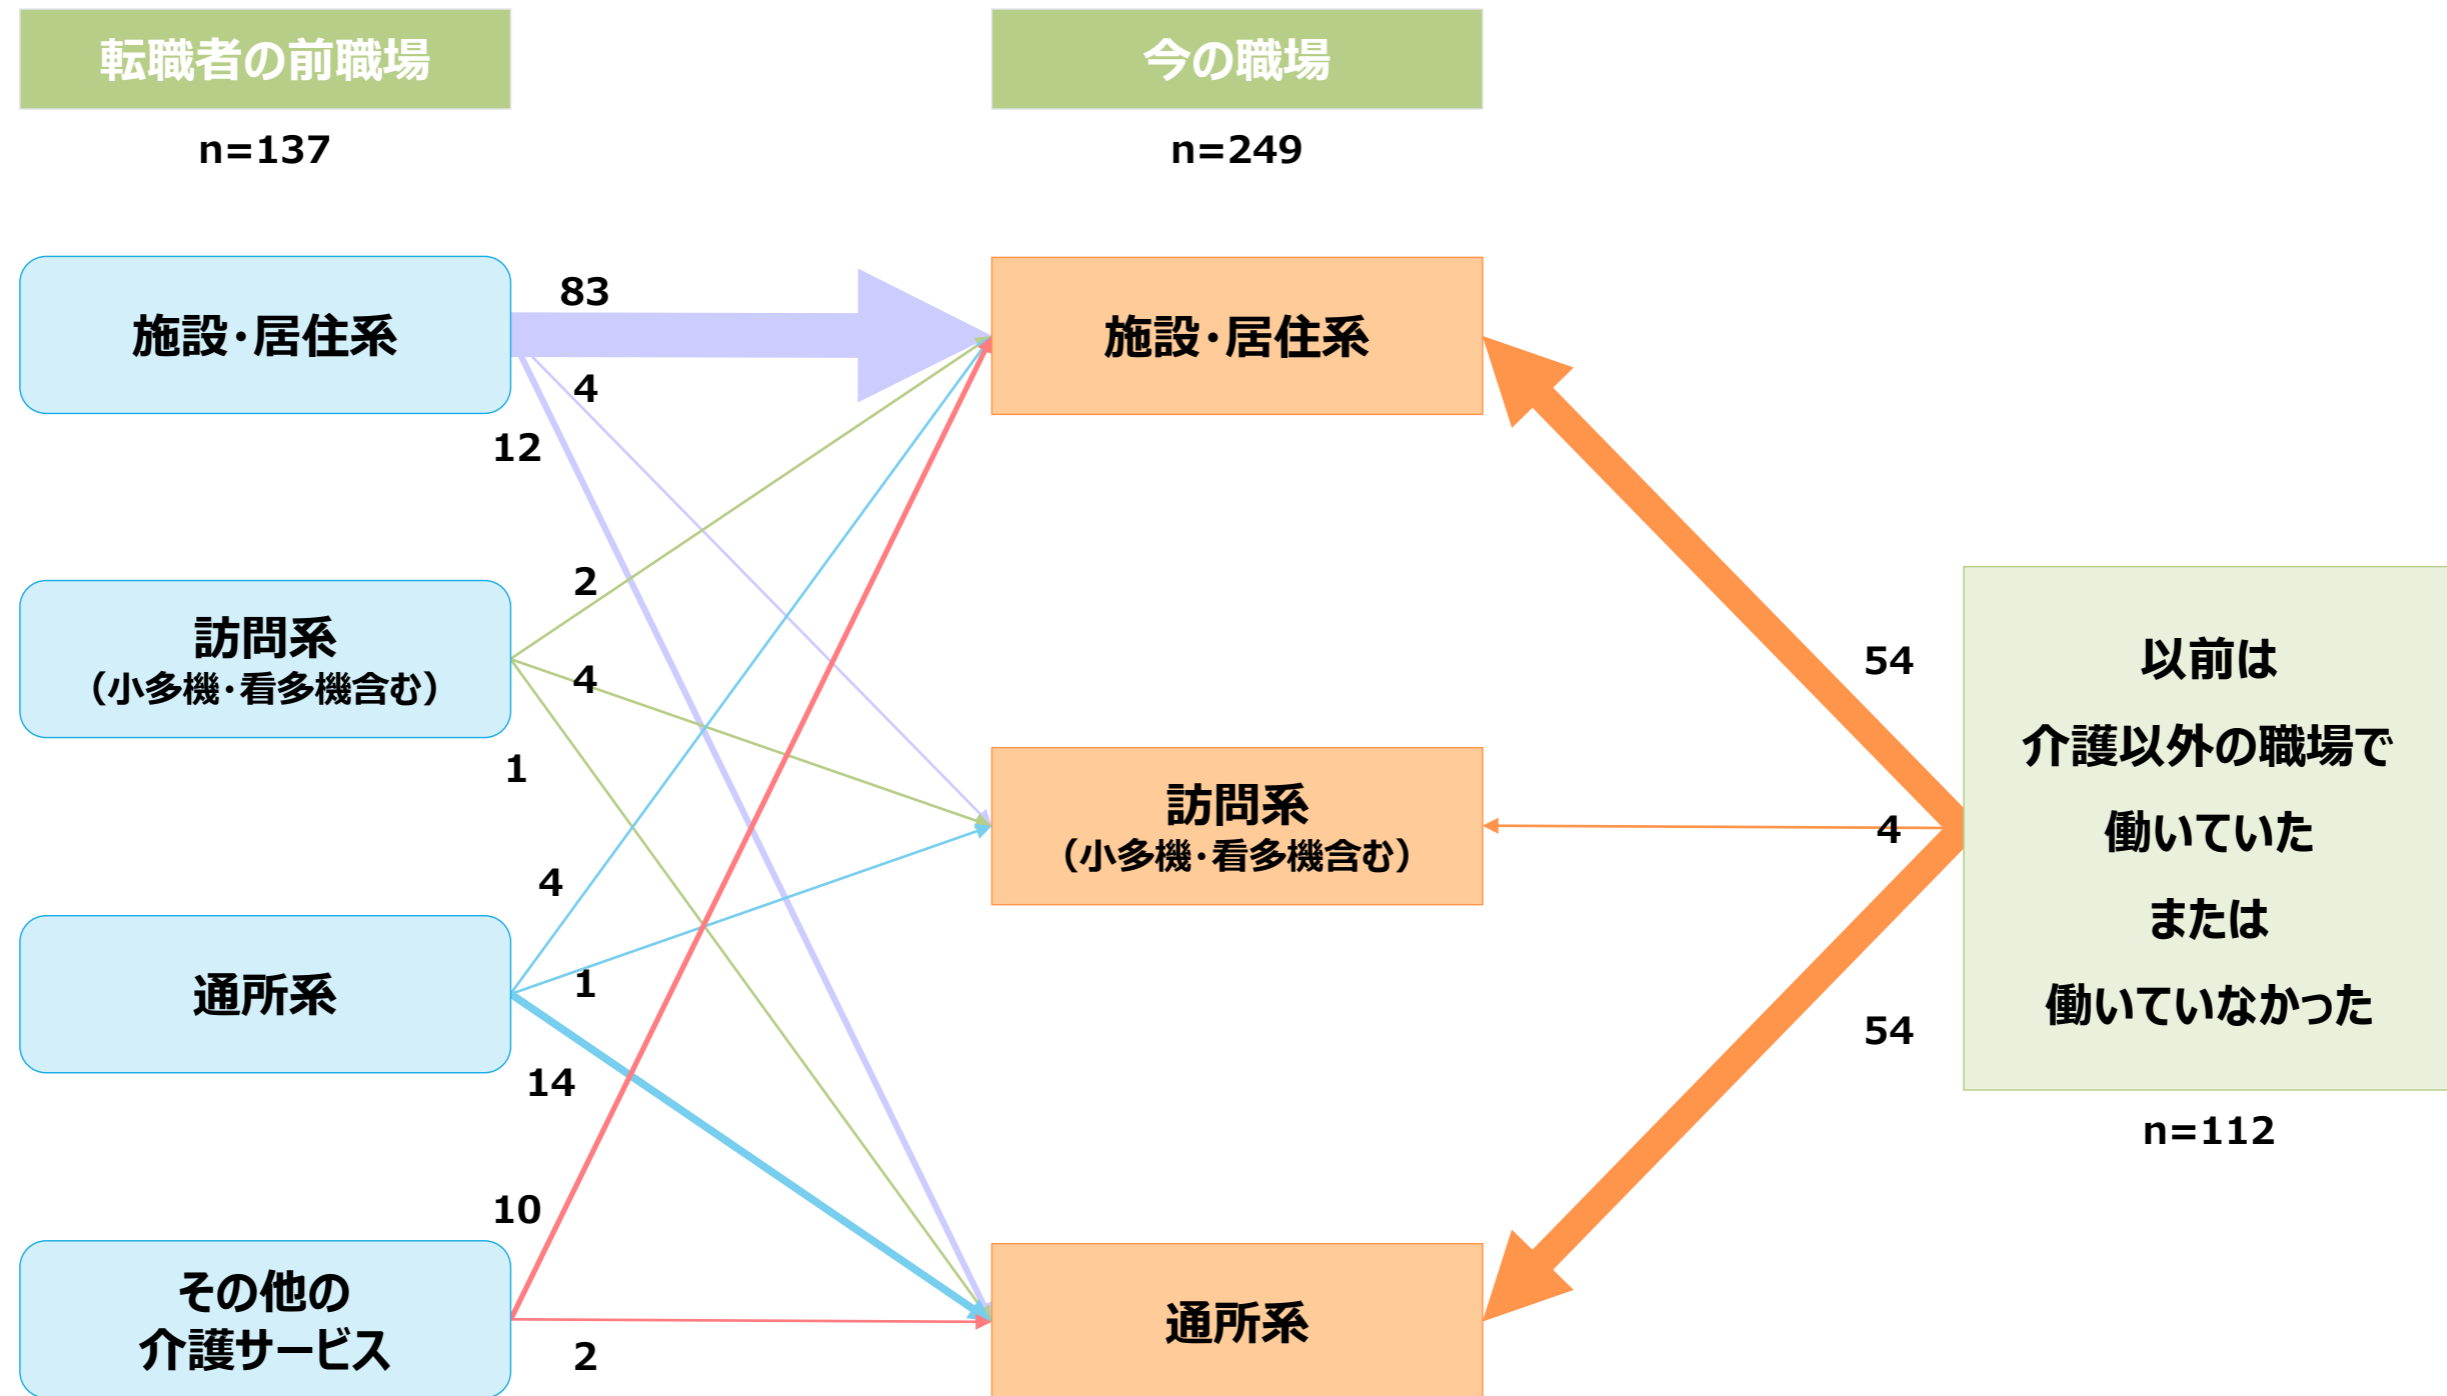 転職者の前職場
今の職場
n=137
n=249
施設・居住系
83
4
12
施設・居住系
訪問系
（小多機・看多機含む）
2
4
1
訪問系
（小多機・看多機含む）
通所系
4
1
14
その他の
介護サービス
10
2
通所系
54
4
54
以前は
介護以外の職場で
働いていた
または
働いていなかった
n=112